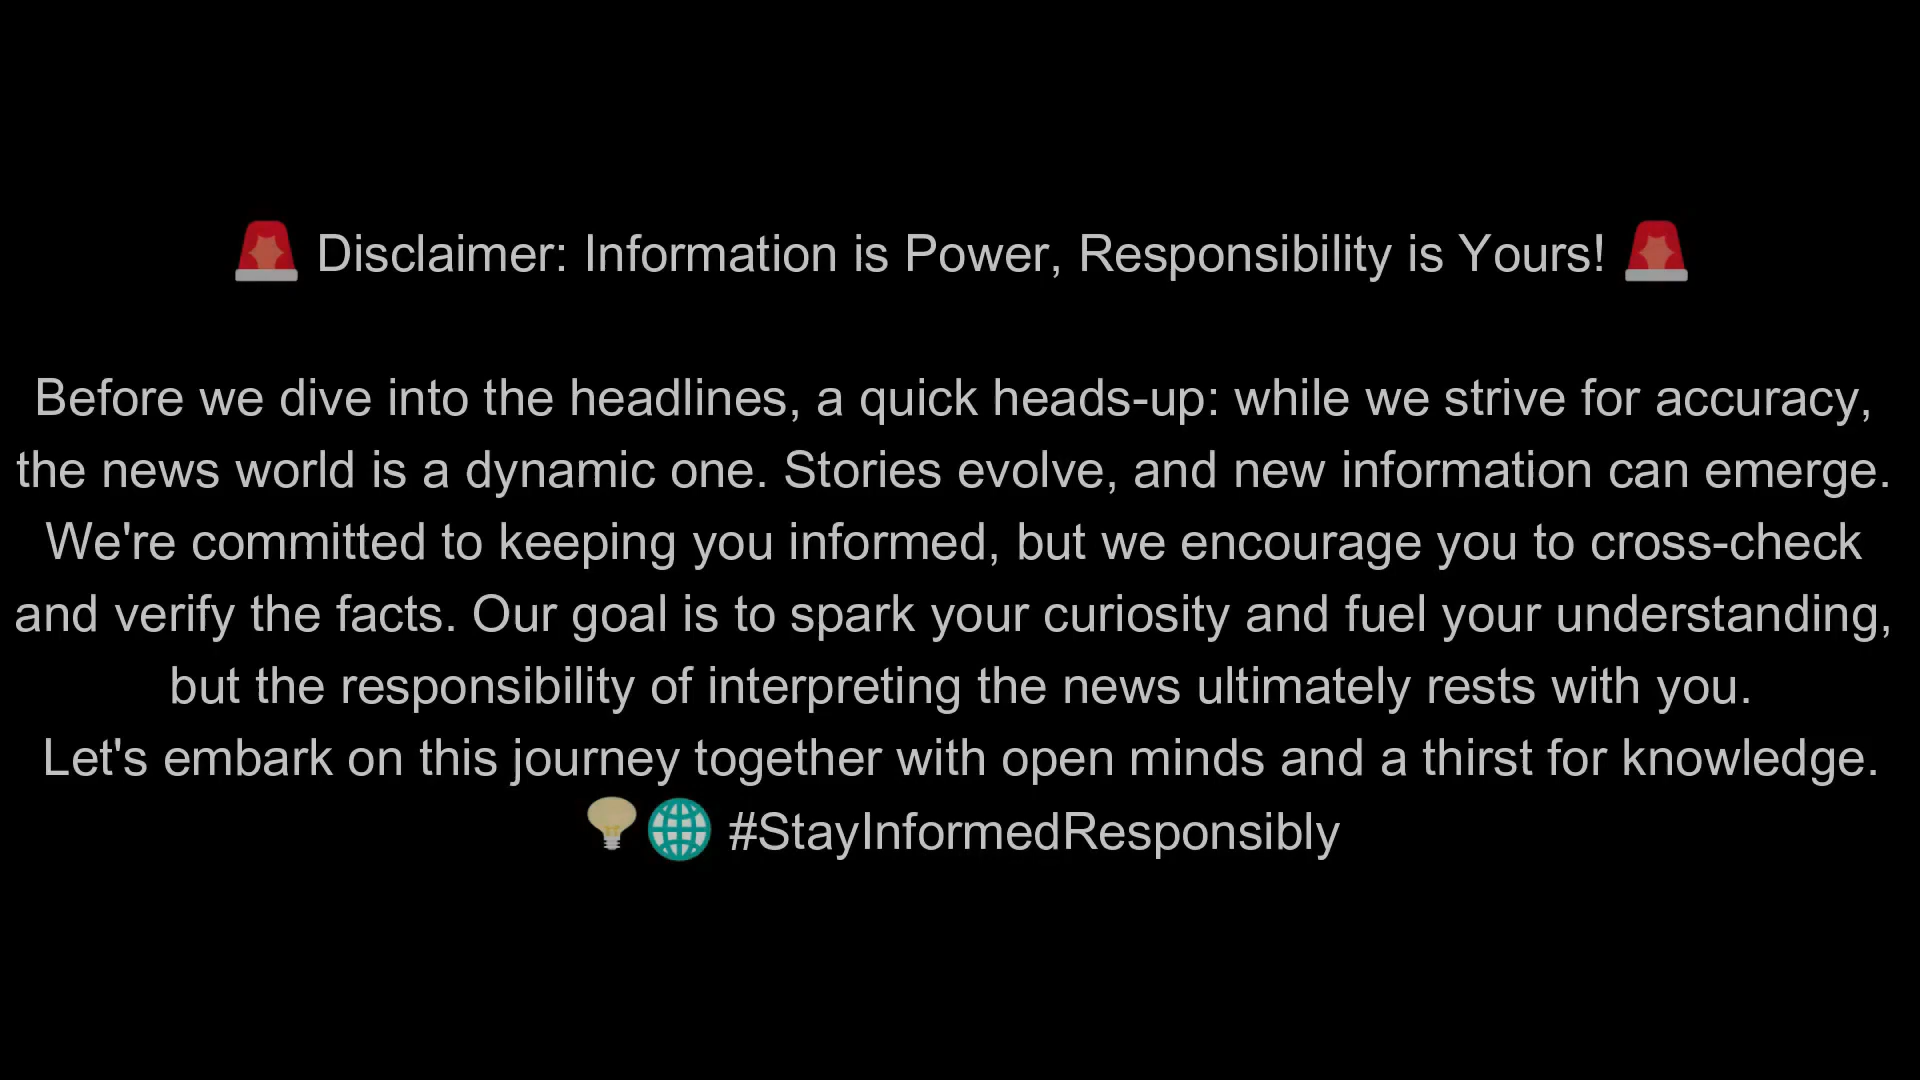 🚨 Disclaimer: Information is Power, Responsibility is Yours! 🚨
Before we dive into the headlines, a quick heads-up: while we strive for accuracy,
the news world is a dynamic one. Stories evolve, and new information can emerge.
We're committed to keeping you informed, but we encourage you to cross-check
and verify the facts. Our goal is to spark your curiosity and fuel your understanding,
but the responsibility of interpreting the news ultimately rests with you.
Let's embark on this journey together with open minds and a thirst for knowledge.
💡🌐 #StayInformedResponsibly